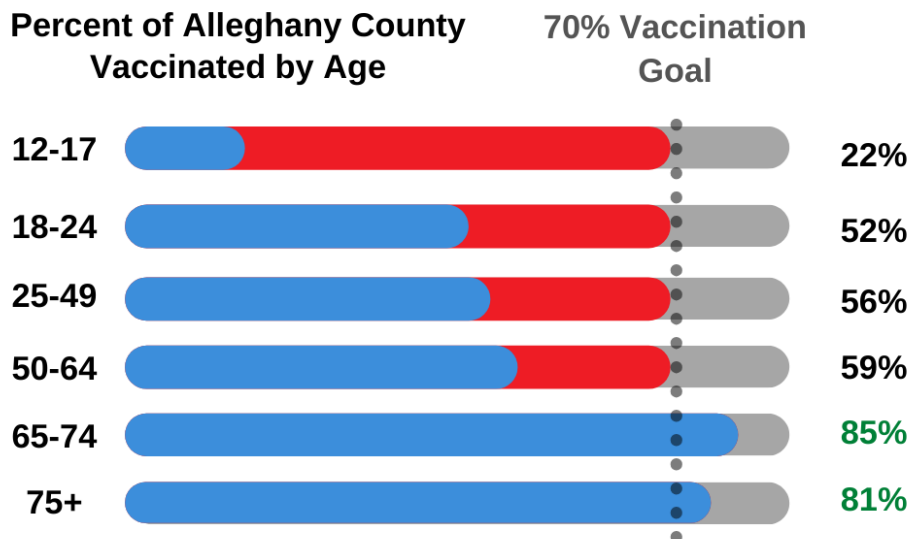 Percent of Alleghany County
Vaccinated by Age
70% Vaccination
Goal
12-17 22%
18-24 52%
25-49 56%
50-64 59%
65-74 85%
75+ 81%